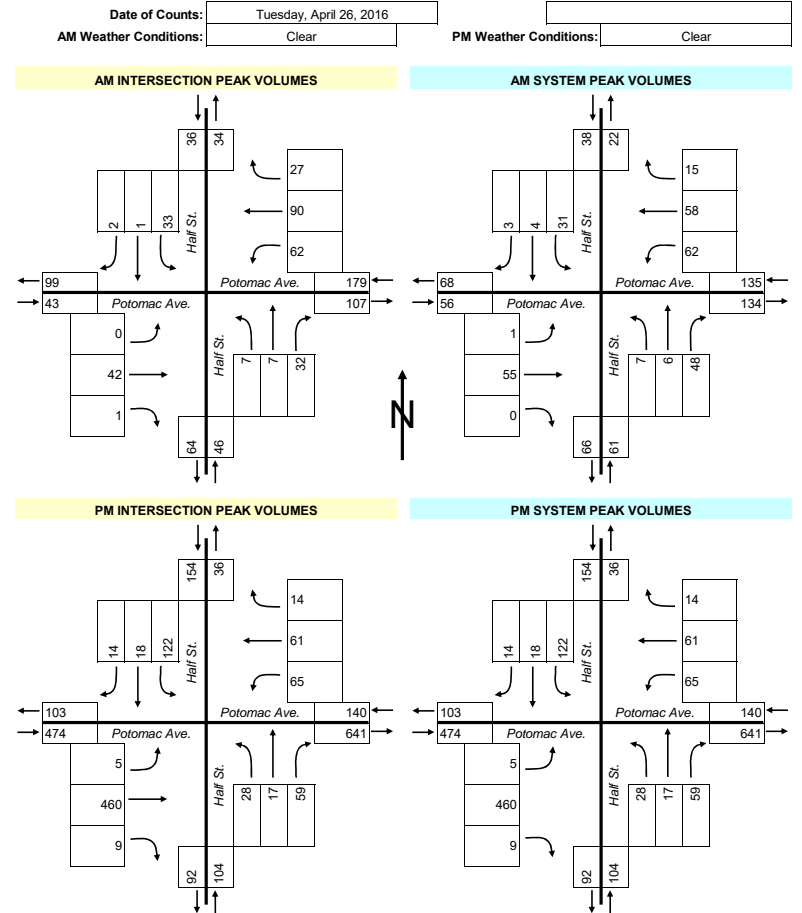 Date of Counts: Tuesday, April 26, 2016
AM Weather Conditions: Clear PM Weather Conditions: Clear
AM INTERSECTION PEAK VOLUMES
36 34
27
2 1 33 Half St. 90
62
99 Potomac Ave. 179
43 Potomac Ave. 107
0
42 Half St. 7 7 32
1
64 46
AM SYSTEM PEAK VOLUMES
38 22
15
3 4 31 Half St. 58
62
68 Potomac Ave. 135
56 Potomac Ave. 134
1
55 Half St. 7 6 48
0
66 61
N
PM INTERSECTION PEAK VOLUMES
154 36
14
14 18 122 Half St. 61
65
103 Potomac Ave. 140
474 Potomac Ave. 641
5
460 Half St. 28 17 59
9
92 104
PM SYSTEM PEAK VOLUMES
154 36
14
14 18 122 Half St. 61
65
103 Potomac Ave. 140
474 Potomac Ave. 641
5
460 Half St. 28 17 59
9
92 104